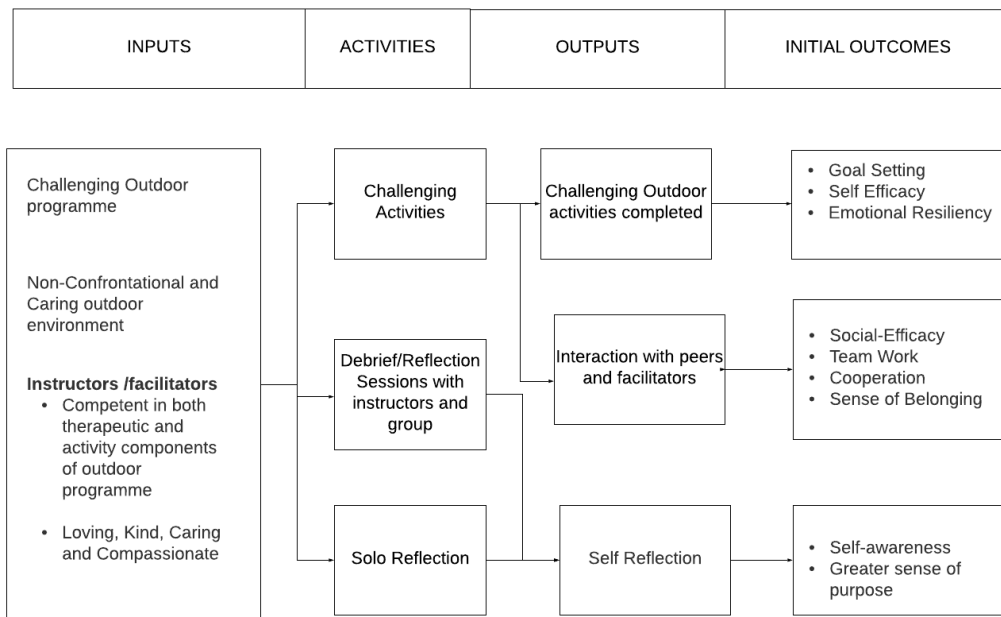 INPUTS
ACTIVITIES
OUTPUTS
INITIAL OUTCOMES
Challenging Outdoor
programme
Non-Confrontational and
Caring outdoor
environment
Instructors /facilitators
• Competent in both
therapeutic and
activity components
of outdoor
programme
• Loving, Kind, Caring
and Compassionate
Challenging
Activities
Debrief/Reflection
Sessions with
instructors and
group
Solo Reflection
Challenging Outdoor
activities completed
Interaction with peers
and facilitators
Self Reflection
• Goal Setting
• Self Efficacy
• Emotional Resiliency
• Social-Efficacy
• Team Work
• Cooperation
• Sense of Belonging
• Self-awareness
• Greater sense of
purpose